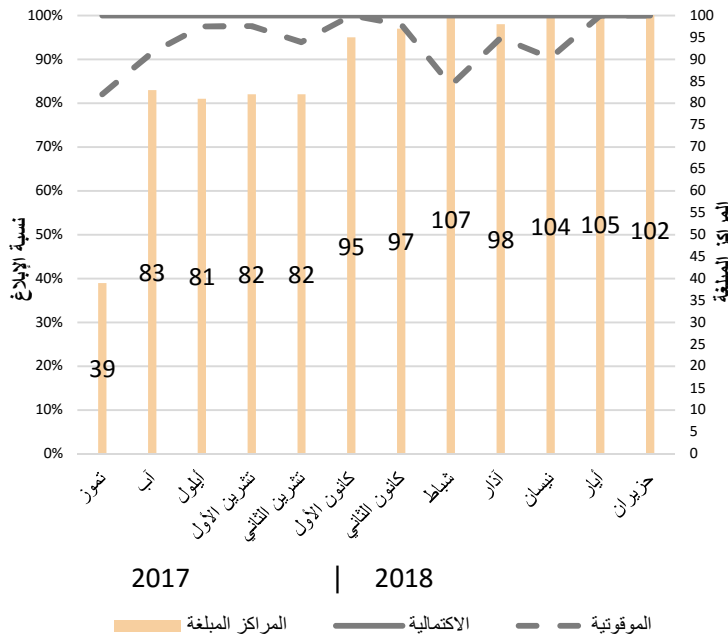 100%
90%
80%
70%
60%
50%
40%
30%
20%
10%
0%
نسبة الإبلاغ
100
95
90
85
80
75
70
65
60
55
50
45
40
35
30
25
20
15
10
5
0
المراكز المبلغة
39
83
81
82
82
95
97
107
98
104
105
102
تموز
آب
أيلول
تشرين الأول
تشرين الثاني
كانون الأول
كانون الثاني
شباط
آذار
نيسان
أيار
حزيران
2017 | 2018
المراكز المبلغة
الاكتمالية
الموقوتية